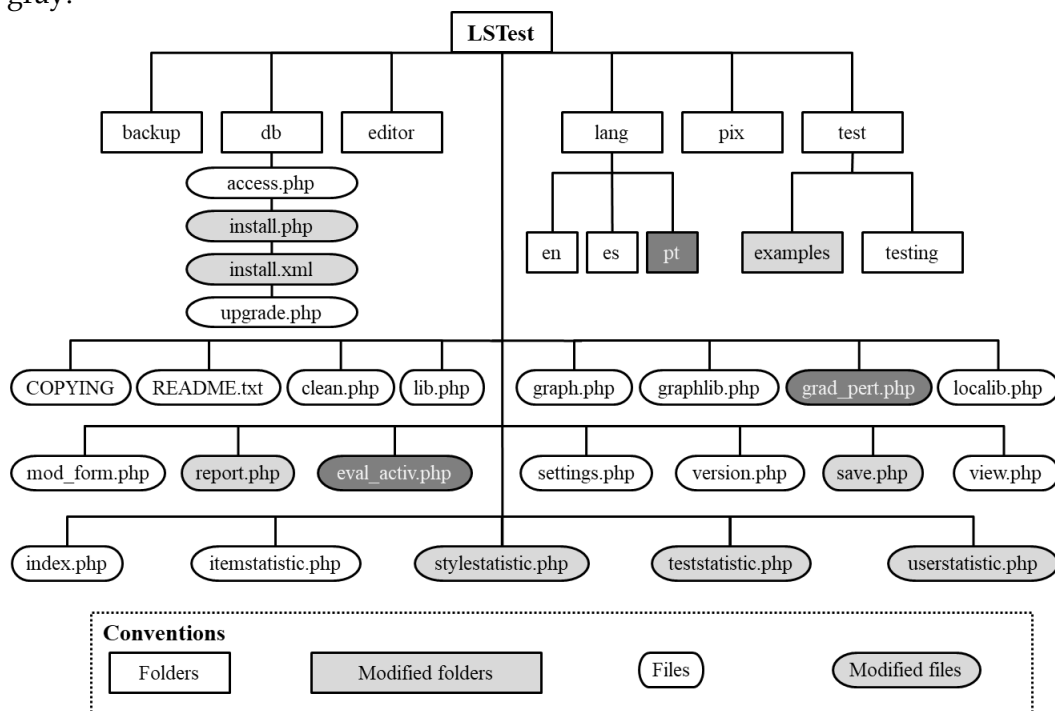 gray.
LSTest
backup db editor lang pix test
access.php
install.php
install.xml
upgrade.php
en es pt examples testing
COPYING README.txt clean.php lib.php graph.php graphlib.php grad_pert.php localib.php
mod_form.php report.php eval_activ.php settings.php version.php save.php view.php
index.php itemstatistic.php stylestatistic.php teststatistic.php userstatistic.php
Conventions
Folders Modified folders Files Modified files